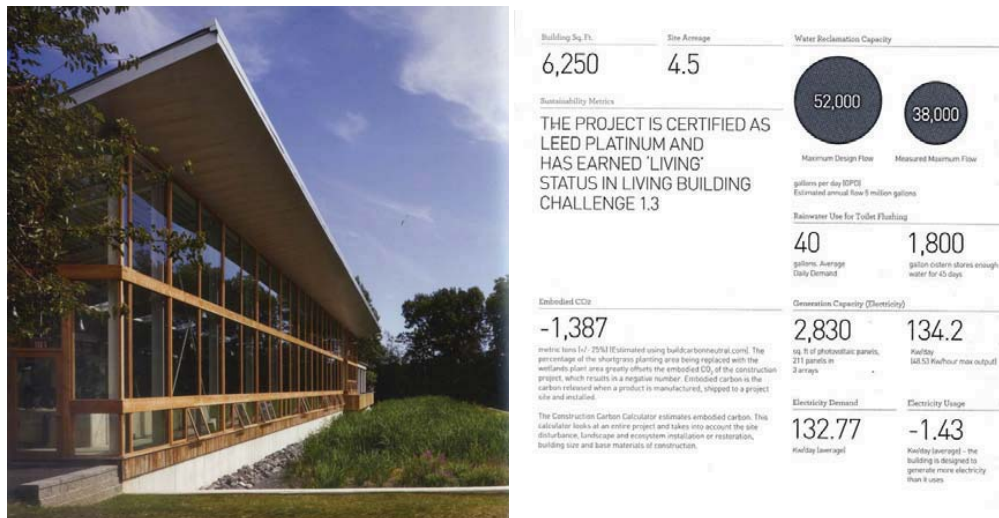 Building Sq. Ft.
6,250
Site Acreage
4.5
Sustainability Metrics
THE PROJECT IS CERTIFIED AS
LEED PLATINUM AND
HAS EARNED 'LIVING'
STATUS IN LIVING BUILDING
CHALLENGE 1.3
Embodied CO2
-1,387
metric tons (+/- 25%) (Estimated using buildcarbonneutral.com). The
percentage of the shortgrass planting area being replaced with the
wetlands plant area greatly offsets the embodied CO2 of the construction
project, which results in a negative number. Embodied carbon is the
carbon released when a product is manufactured, shipped to a project
site and installed.
The Construction Carbon Calculator estimates embodied carbon. This
calculator looks at an entire project and takes into account the site
disturbance, landscape and ecosystem installation or restoration,
building size and base materials of construction.
Water Reclamation Capacity
52,000
38,000
Maximum Design Flow
Measured Maximum Flow
gallons per day (GPD)
Estimated annual flow 5 million gallons
Rainwater Use for Toilet Flushing
40
gallons. Average
Daily Demand
1,800
gallon cistern stores enough
water for 45 days
Generation Capacity (Electricity)
2,830
sq. ft of photovoltaic panels,
211 panels in
3 arrays
134.2
Kw/day
(48.53 Kw/hour max output)
Electricity Demand
132.77
Kw/day (average)
Electricity Usage
-1.43
Kw/day (average) - the
building is designed to
generate more electricity
than it uses